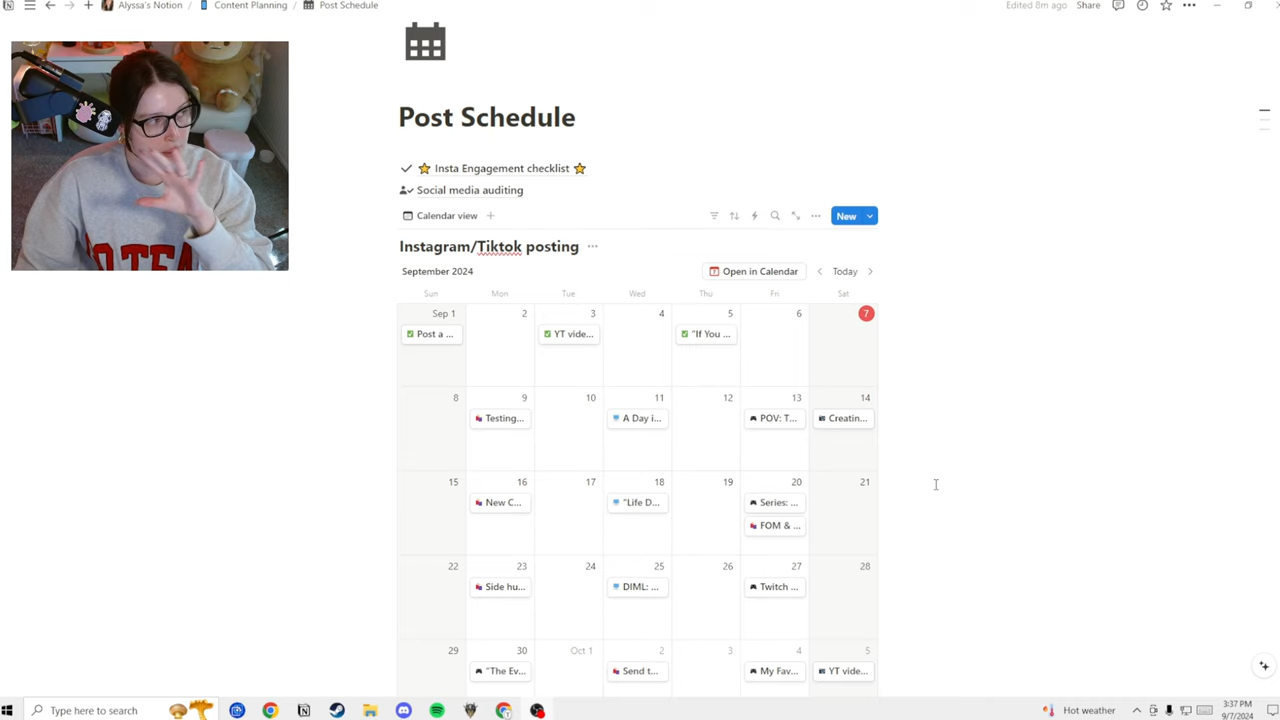 Alyssa's Notion / Content Planning / Post Schedule
Edited 8m ago Share
Post Schedule
Insta Engagement checklist
Social media auditing
Calendar view
New
Instagram/Tiktok posting
September 2024
Open in Calendar
Today
Sun Mon Tue Wed Thu Fri Sat
Sep 1 2 3 4 5 6 7
Post a ... YT vide... "If You ...
8 9 10 11 12 13 14
Testing... A Day i... POV: T... Creatin...
15 16 17 18 19 20 21
New C... "Life D... Series: ...
FOM & ...
22 23 24 25 26 27 28
Side hu... DIML: ... Twitch ...
29 30 Oct 1 2 3 4 5
"The Ev... Send t... My Fav... YT vide...
Type here to search
Hot weather
3:37 PM
9/7/2024